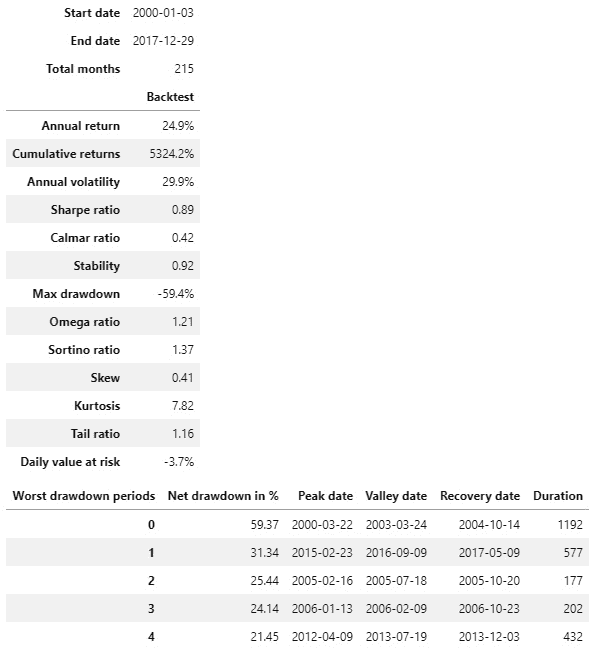 Start date 2000-01-03
End date 2017-12-29
Total months 215
Backtest
Annual return 24.9%
Cumulative returns 5324.2%
Annual volatility 29.9%
Sharpe ratio 0.89
Calmar ratio 0.42
Stability 0.92
Max drawdown -59.4%
Omega ratio 1.21
Sortino ratio 1.37
Skew 0.41
Kurtosis 7.82
Tail ratio 1.16
Daily value at risk -3.7%
Worst drawdown periods Net drawdown in % Peak date Valley date Recovery date Duration
0 59.37 2000-03-22 2003-03-24 2004-10-14 1192
1 31.34 2015-02-23 2016-09-09 2017-05-09 577
2 25.44 2005-02-16 2005-07-18 2005-10-20 177
3 24.14 2006-01-13 2006-02-09 2006-10-23 202
4 21.45 2012-04-09 2013-07-19 2013-12-03 432